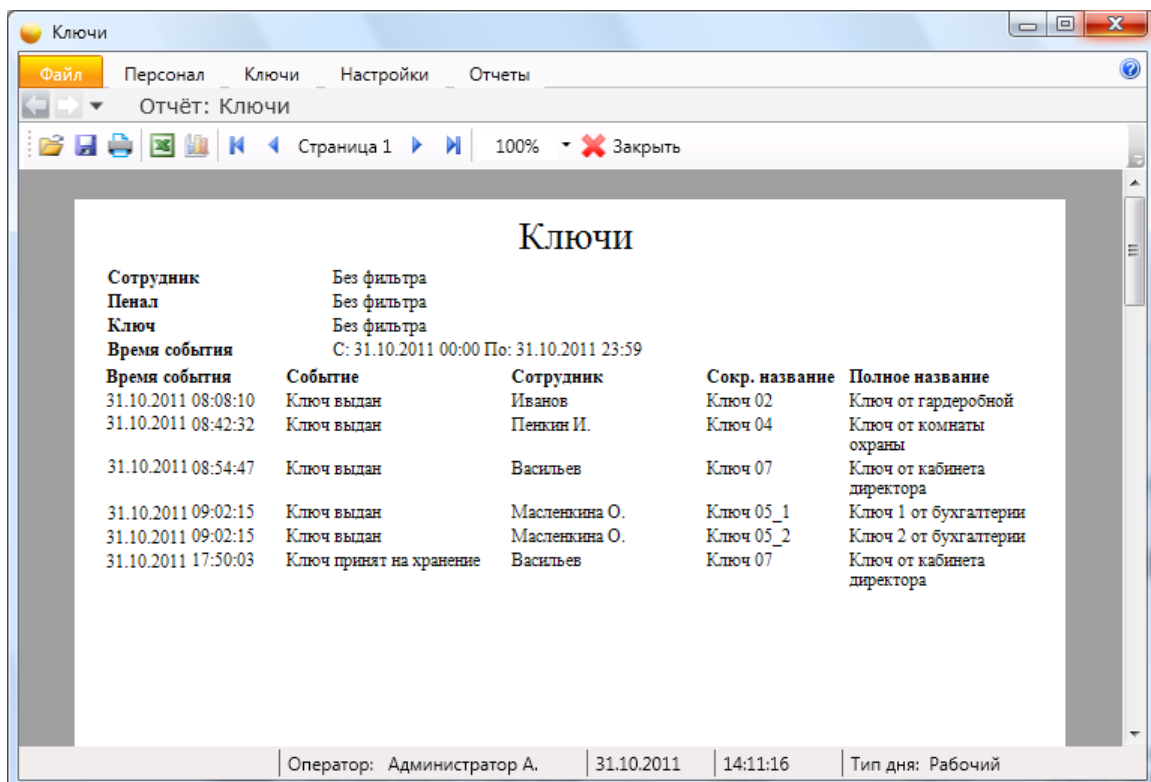 Ключи
Файл Персонал Ключи Настройки Отчеты
Отчёт: Ключи
Страница 1 100% Закрыть
Ключи
Сотрудник Без фильтра
Пенал Без фильтра
Ключ Без фильтра
Время события С: 31.10.2011 00:00 По: 31.10.2011 23:59
Время события Событие Сотрудник Сокр. название Полное название
31.10.2011 08:08:10 Ключ выдан Иванов Ключ 02 Ключ от гардеробной
31.10.2011 08:42:32 Ключ выдан Пенкин И. Ключ 04 Ключ от комнаты
охраны
31.10.2011 08:54:47 Ключ выдан Васильев Ключ 07 Ключ от кабинета
директора
31.10.2011 09:02:15 Ключ выдан Масленкина О. Ключ 05_1 Ключ 1 от бухгалтерии
31.10.2011 09:02:15 Ключ выдан Масленкина О. Ключ 05_2 Ключ 2 от бухгалтерии
31.10.2011 17:50:03 Ключ принят на хранение Васильев Ключ 07 Ключ от кабинета
директора
Оператор: Администратор А. 31.10.2011 14:11:16 Тип дня: Рабочий